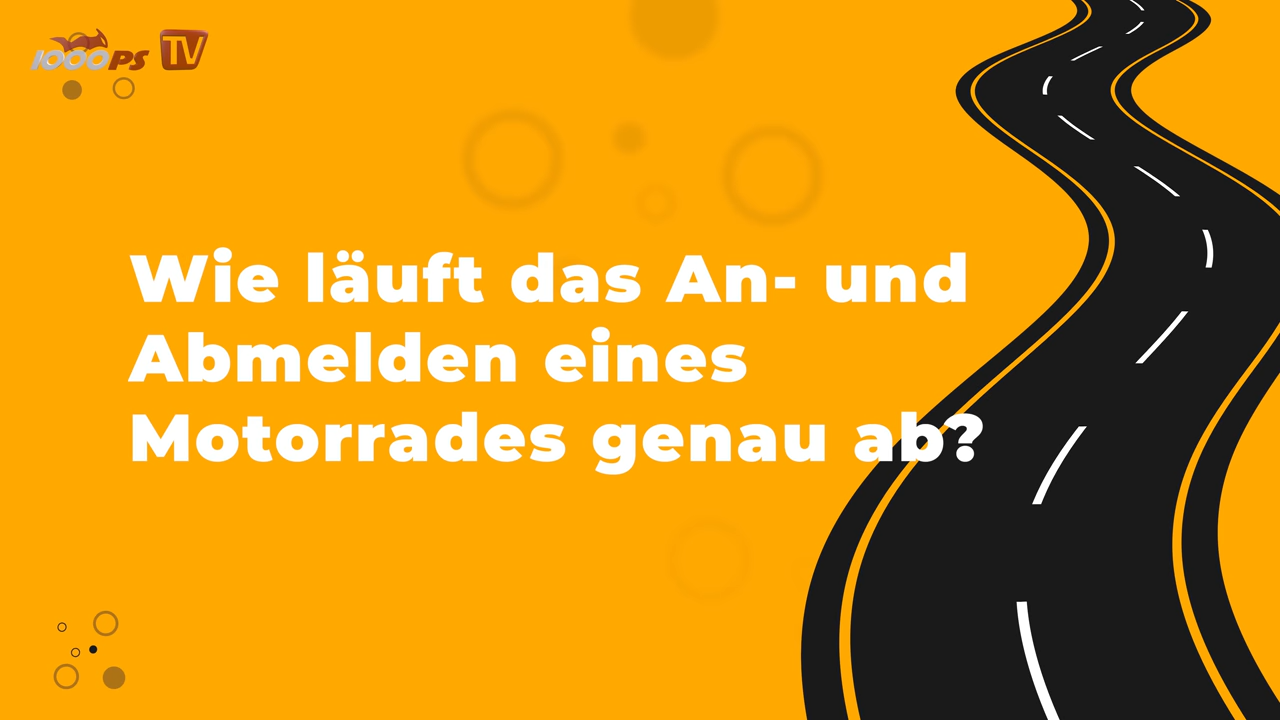 1000PS TV
Wie läuft das An- und
Abmelden eines
Motorrades genau ab?